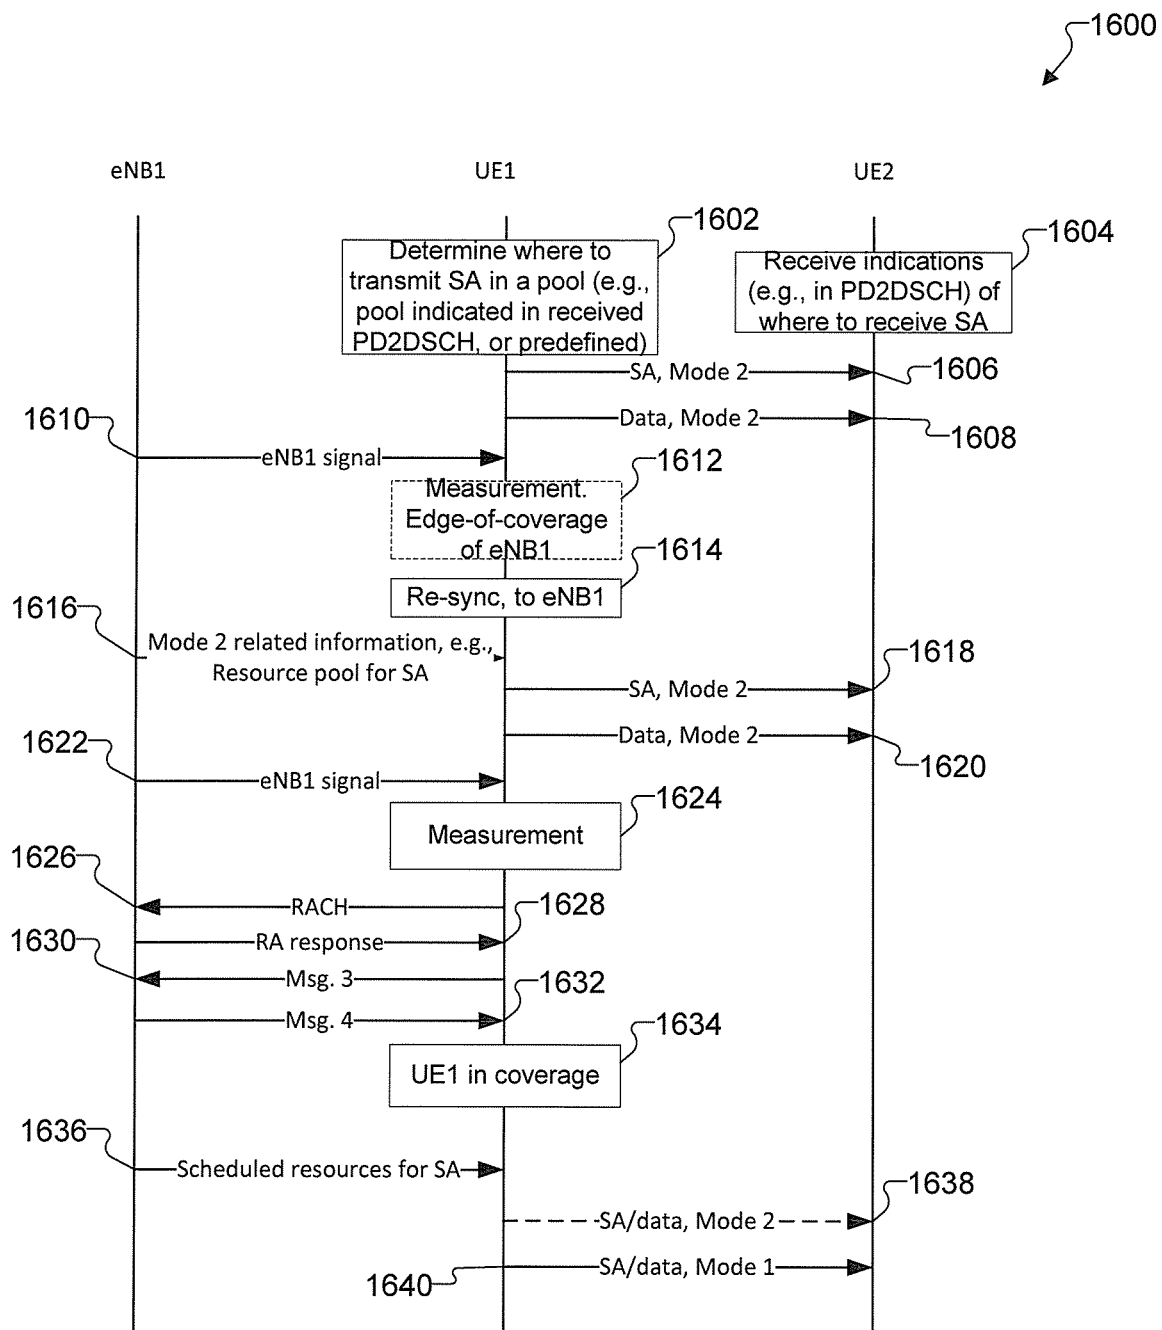 1600
eNB1
UE1
UE2
1602
Determine where to
transmit SA in a pool (e.g.,
pool indicated in received
PD2DSCH, or predefined)
1604
Receive indications
(e.g., in PD2DSCH) of
where to receive SA
SA, Mode 2
1606
1610
Data, Mode 2
1608
eNB1 signal
1612
Measurement.
Edge-of-coverage
of eNB1
1614
Re-sync, to eNB1
1616
Mode 2 related information, e.g.,
Resource pool for SA
1618
SA, Mode 2
1622
Data, Mode 2
1620
eNB1 signal
1624
Measurement
1626
RACH
1628
RA response
1630
Msg. 3
1632
Msg. 4
1634
UE1 in coverage
1636
Scheduled resources for SA
1638
SA/data, Mode 2
SA/data, Mode 1
1640